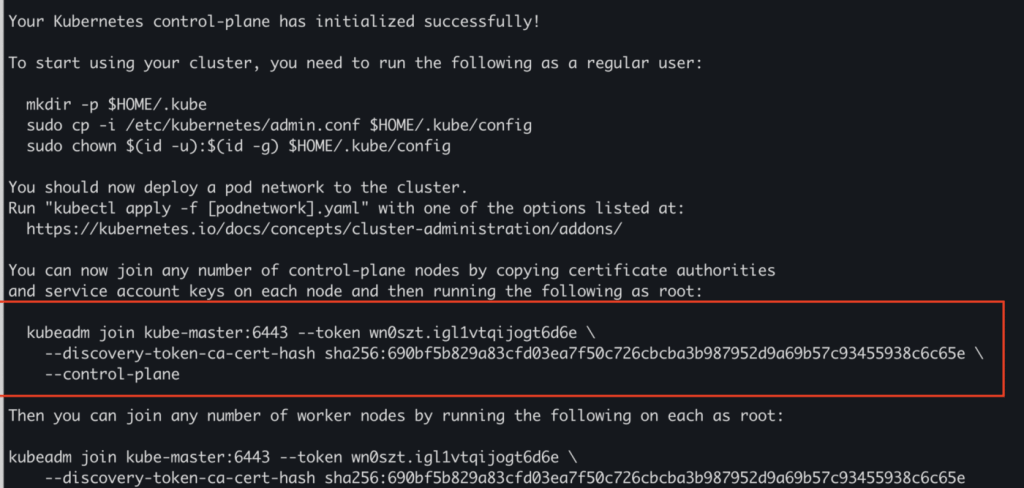 Your Kubernetes control-plane has initialized successfully!
To start using your cluster, you need to run the following as a regular user:
mkdir -p $HOME/.kube
sudo cp -i /etc/kubernetes/admin.conf $HOME/.kube/config
sudo chown $(id -u):$(id -g) $HOME/.kube/config
You should now deploy a pod network to the cluster.
Run "kubectl apply -f [podnetwork].yaml" with one of the options listed at:
https://kubernetes.io/docs/concepts/cluster-administration/addons/
You can now join any number of control-plane nodes by copying certificate authorities
and service account keys on each node and then running the following as root:
kubeadm join kube-master:6443 --token wn0szt.igl1vtqijogt6d6e \
--discovery-token-ca-cert-hash sha256:690bf5b829a83cfd03ea7f50c726cbcba3b987952d9a69b57c93455938c6c65e \
--control-plane
Then you can join any number of worker nodes by running the following on each as root:
kubeadm join kube-master:6443 --token wn0szt.igl1vtqijogt6d6e \
--discovery-token-ca-cert-hash sha256:690bf5b829a83cfd03ea7f50c726cbcba3b987952d9a69b57c93455938c6c65e